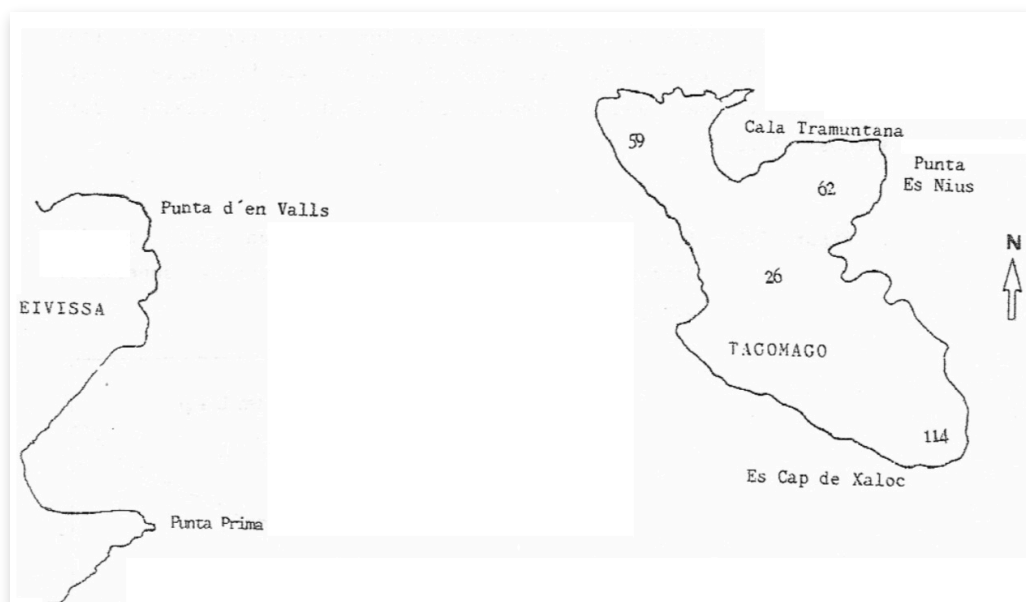 Cala Tramuntana
59
Punta
Es Nius
62
Punta d´en Valls
N
26
EIVISSA
TAGOMAGO
114
Es Cap de Xaloc
Punta Prima